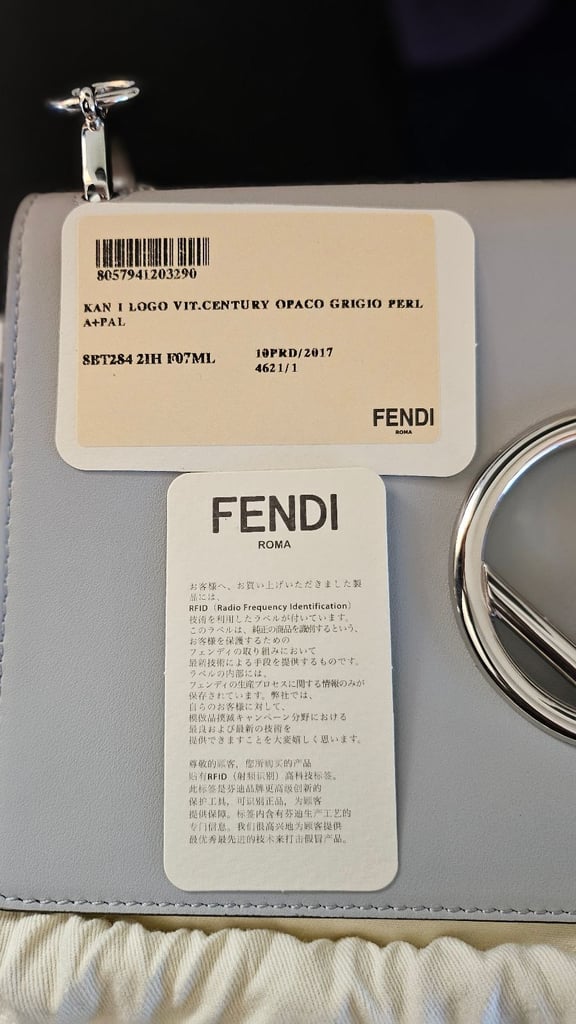 8057941203290
KAN I LOGO VIT.CENTURY OPACO GRIGIO PERL
A+PAL
8BT284 2IH F07ML
10PRD/2017
4621/1
FENDI
ROMA
FENDI
ROMA
お客様へ、お買い上げいただきました製
品には、
RFID（Radio Frequency Identification）
技術を利用したラベルが付いています。
このラベルは、純正の商品を識別するという、
お客様を保護するための
フェンディの取り組みにおいて
最新技術による手段を提供するものです。
ラベルの内部には、
フェンディの生産プロセスに関する情報のみが
保存されています。弊社では、
自らのお客様に対して、
模倣品撲滅キャンペーン分野における
最良および最新の技術を
提供できますことを大変嬉しく思います。
尊敬的顾客，您所购买的产品
贴有RFID（射频识别）高科技标签。
此标签是芬迪品牌更高级创新的
保护工具，可识别正品，为顾客
提供保障。标签内含有芬迪生产工艺的
专门信息。我们很高兴地为顾客提供
最优秀最先进的技术来打击假冒产品。